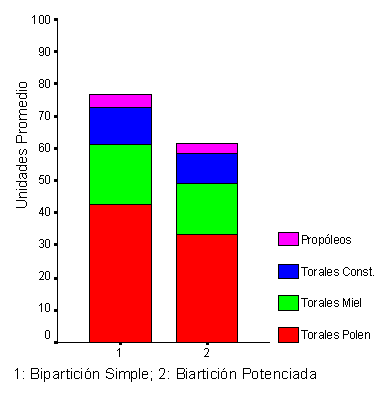 100
90
80
70
60
50
40
30
20
10
0
Unidades Promedio
1
2
Propóleos
Torales Const.
Torales Miel
Torales Polen
1: Bipartición Simple; 2: Biartición Potenciada